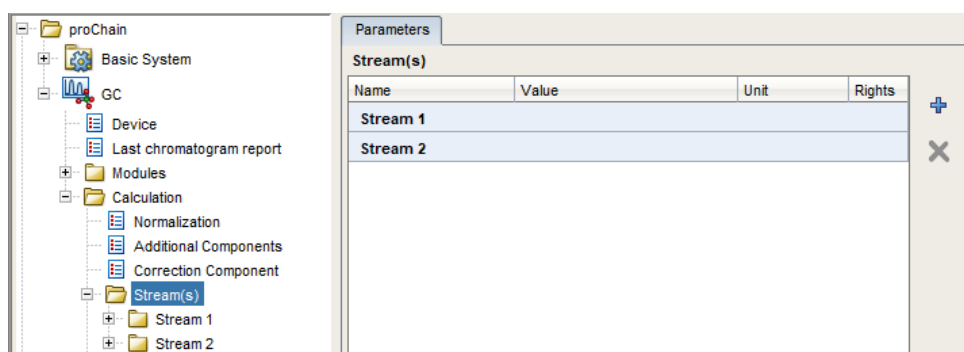 proChain
Basic System
GC
Device
Last chromatogram report
Modules
Calculation
Normalization
Additional Components
Correction Component
Stream(s)
Stream 1
Stream 2
Parameters
Stream(s)
Name Value Unit Rights
Stream 1
Stream 2